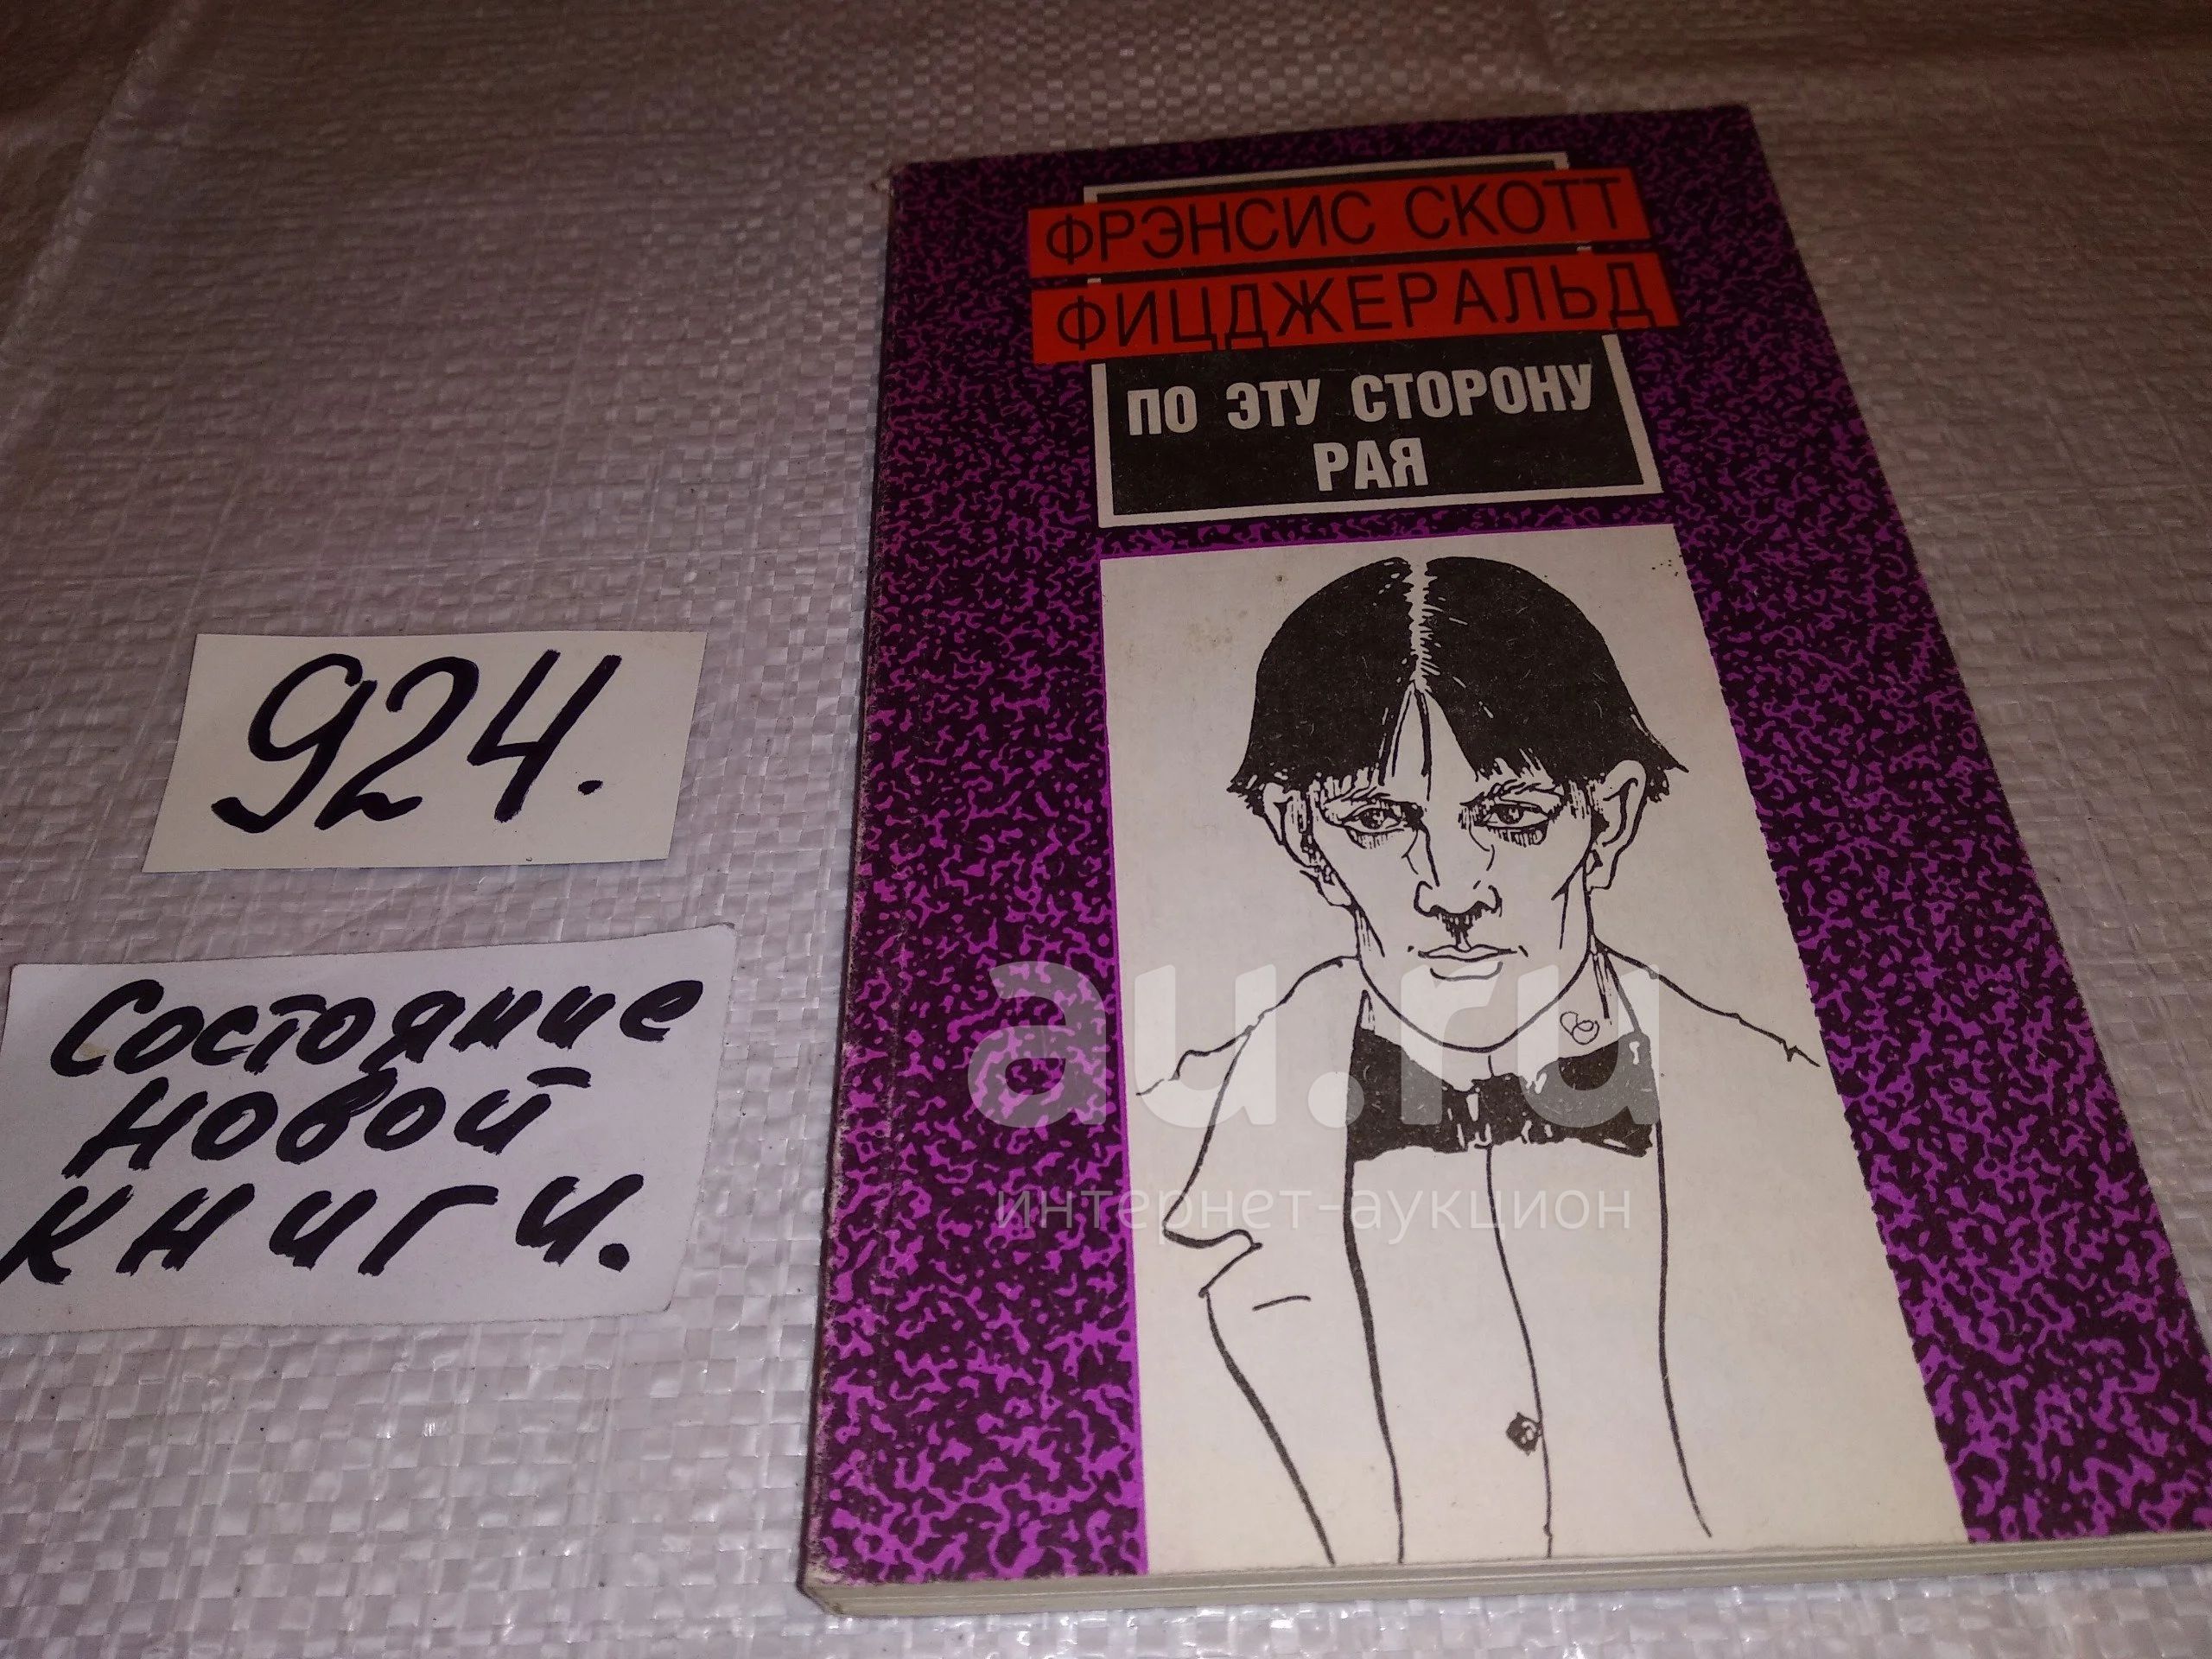 ФРЭНСИС СКОТТ
ФИЦДЖЕРАЛЬД
ПО ЭТУ СТОРОНУ
РАЯ
924.
Состояние
новой
книги.
au.ru
интернет-аукцион